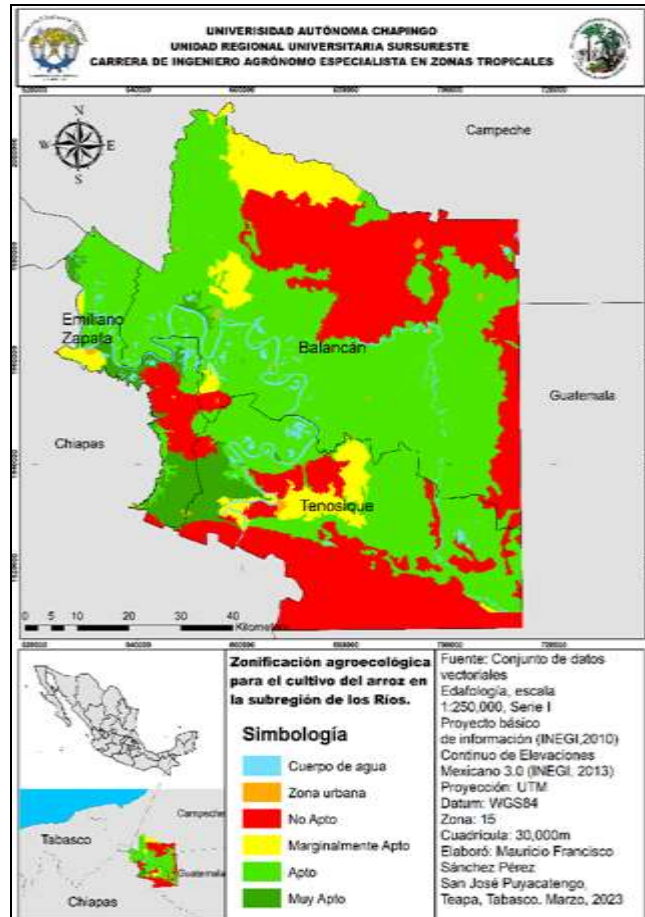 UNIVERISIDAD AUTÓNOMA CHAPINGO
UNIDAD REGIONAL UNIVERSITARIA SURSURESTE
CARRERA DE INGENIERO AGRÓNOMO ESPECIALISTA EN ZONAS TROPICALES
N
W E
S
Campeche
Emiliano
Zapata
Balancán
Guatemala
Chiapas
Tenosique
0 5 10 20 30 40
Zonificación agroecológica
para el cultivo del arroz en
la subregión de los Ríos.
Simbología
Cuerpo de agua
Zona urbana
No Apto
Marginalmente Apto
Apto
Muy Apto
Fuente: Conjunto de datos
vectoriales
Edafología, escala
1:250,000, Serie I
Proyecto básico
de información (INEGI,2010)
Continuo de Elevaciones
Mexicano 3.0 (INEGI, 2013)
Proyección: UTM
Datum: WGS84
Zona: 15
Cuadrícula: 30,000m
Elaboró: Mauricio Francisco
Sánchez Pérez
San José Puyacatengo,
Teapa, Tabasco. Marzo, 2023
Campeche
Tabasco
Guatemala
Chiapas